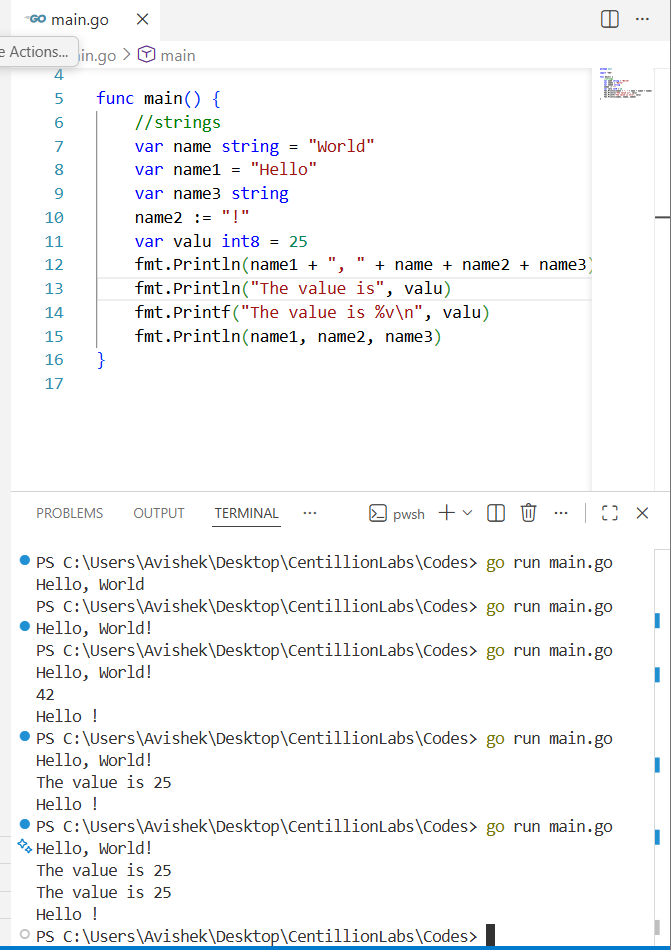 GO main.go
e Actions...
in.go > main
4
5 func main() {
6 //strings
7 var name string = "World"
8 var name1 = "Hello"
9 var name3 string
10 name2 := "!"
11 var valu int8 = 25
12 fmt.Println(name1 + ", " + name + name2 + name3)
13 fmt.Println("The value is", valu)
14 fmt.Printf("The value is %v\n", valu)
15 fmt.Println(name1, name2, name3)
16 }
17
PROBLEMS OUTPUT TERMINAL ... pwsh
PS C:\Users\Avishek\Desktop\CentillionLabs\Codes> go run main.go
Hello, World
PS C:\Users\Avishek\Desktop\CentillionLabs\Codes> go run main.go
Hello, World!
PS C:\Users\Avishek\Desktop\CentillionLabs\Codes> go run main.go
Hello, World!
42
Hello !
PS C:\Users\Avishek\Desktop\CentillionLabs\Codes> go run main.go
Hello, World!
The value is 25
Hello !
PS C:\Users\Avishek\Desktop\CentillionLabs\Codes> go run main.go
Hello, World!
The value is 25
The value is 25
Hello !
PS C:\Users\Avishek\Desktop\CentillionLabs\Codes>